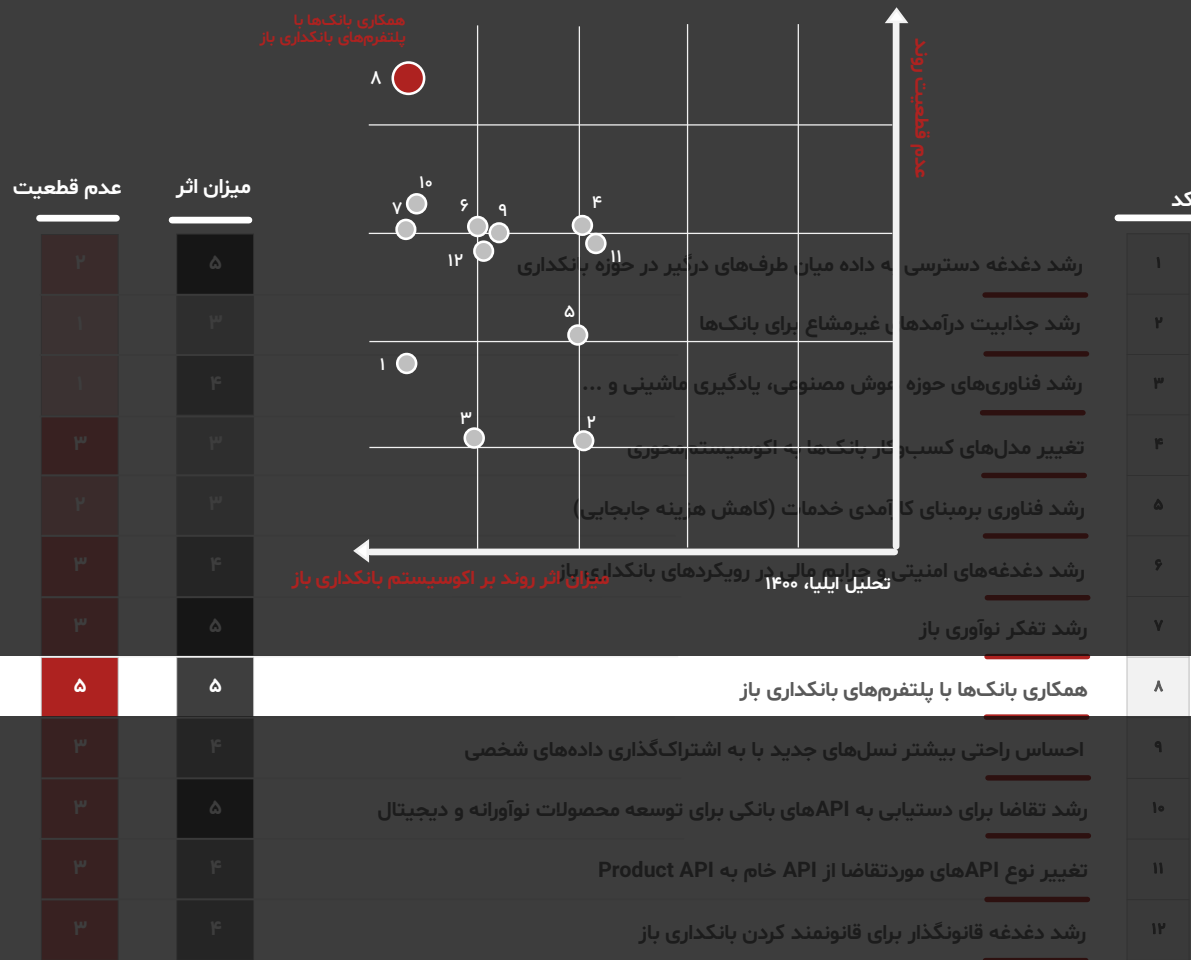 همکاری بانک‌ها با
پلتفرم‌های بانکداری باز
عدم قطعیت روند
۸
۱۰
۷
۶
۹
۴
۱۲
۱۱
۵
۱
۳
۲
میزان اثر روند بر اکوسیستم بانکداری باز
تحلیل ایلیا، ۱۴۰۰
کد میزان اثر عدم قطعیت
۱ رشد دغدغه دسترسی به داده میان طرف‌های درگیر در حوزه بانکداری ۵ ۲
۲ رشد جذابیت درآمدهای غیرمشاع برای بانک‌ها ۳ ۱
۳ رشد فناوری‌های حوزه هوش مصنوعی، یادگیری ماشینی و ... ۴ ۱
۴ تغییر مدل‌های کسب‌وکار بانک‌ها به اکوسیستم‌محوری ۳ ۳
۵ رشد فناوری برمبنای کارآمدی خدمات (کاهش هزینه جابجایی) ۳ ۲
۶ رشد دغدغه‌های امنیتی و جرایم مالی در رویکردهای بانکداری باز ۴ ۳
۷ رشد تفکر نوآوری باز ۵ ۳
۸ همکاری بانک‌ها با پلتفرم‌های بانکداری باز ۵ ۵
۹ احساس راحتی بیشتر نسل‌های جدید با به اشتراک‌گذاری داده‌های شخصی ۴ ۳
۱۰ رشد تقاضا برای دستیابی به APIهای بانکی برای توسعه محصولات نوآورانه و دیجیتال ۵ ۳
۱۱ تغییر نوع APIهای موردتقاضا از API خام به Product API ۴ ۳
۱۲ رشد دغدغه قانونگذار برای قانونمند کردن بانکداری باز ۴ ۳